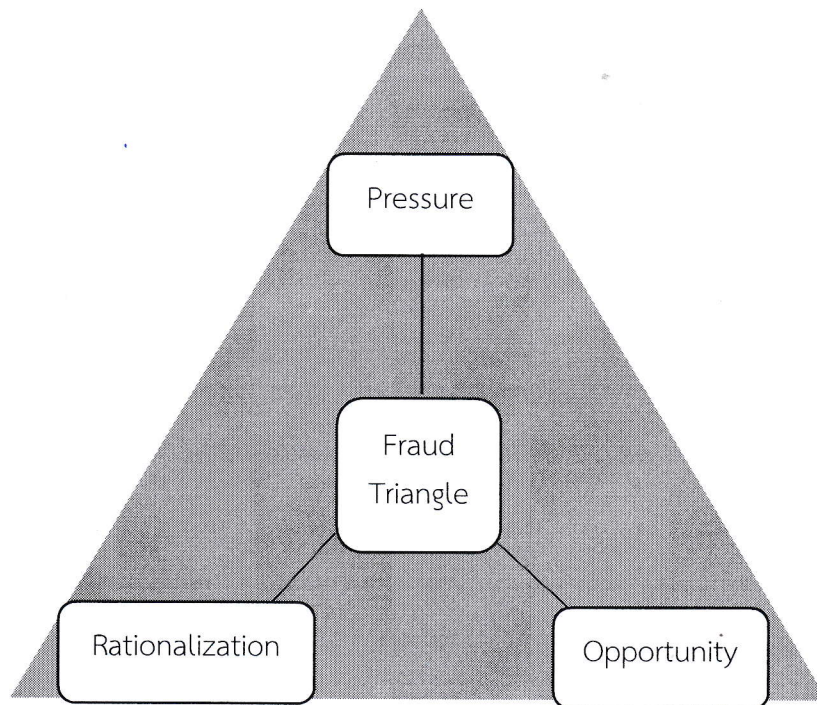 Pressure
Fraud
Triangle
Rationalization
Opportunity